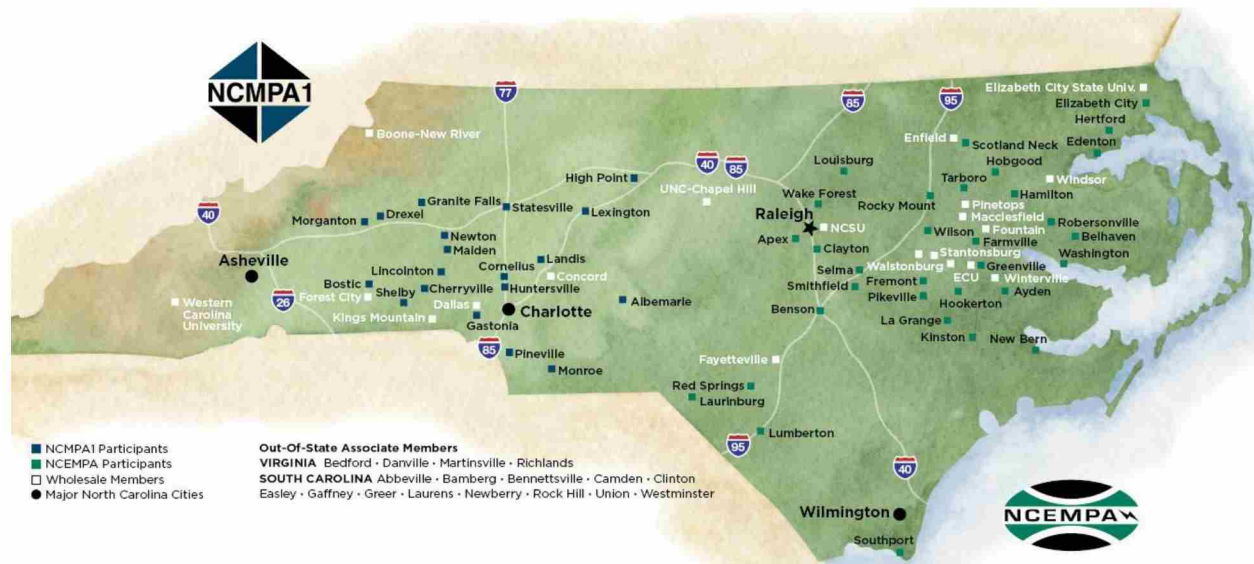 NCMPA1
77
85
95
Elizabeth City State Univ.
Elizabeth City
Hertford
Edenton
Boone-New River
Enfield
Scotland Neck
Hobgood
Louisburg
40
85
High Point
UNC-Chapel Hill
Tarboro
Windsor
Wake Forest
Rocky Mount
Hamilton
Pinetops
Macclesfield
Granite Falls
Statesville
Lexington
Raleigh
NCSU
40
Morganton
Drexel
Wilson
Fountain
Robersonville
Farmville
Belhaven
Newton
Maiden
Apex
Clayton
Stantonsburg
Washington
Landis
Cornelius
Concord
Selma
Walstonburg
ECU
Greenville
Asheville
Lincolnton
Huntersville
Smithfield
Fremont
Winterville
Bostic
Cherryville
Pikeville
Hookerton
Ayden
Forest City
Shelby
Dallas
Albemarie
Western
Carolina
University
26
Kings Mountain
Gastonia
Charlotte
Benson
La Grange
Kinston
New Bern
85
Pineville
Monroe
Fayetteville
Red Springs
Laurinburg
Lumberton
95
40
Wilmington
Southport
NCMPA1 Participants
NCEMPA Participants
Wholesale Members
Major North Carolina Cities
Out-Of-State Associate Members
VIRGINIA Bedford · Danville · Martinsville · Richlands
SOUTH CAROLINA Abbeville · Bamberg · Bennettsville · Camden · Clinton
Easley · Gaffney · Greer · Laurens · Newberry · Rock Hill · Union · Westminster
NCEMPA